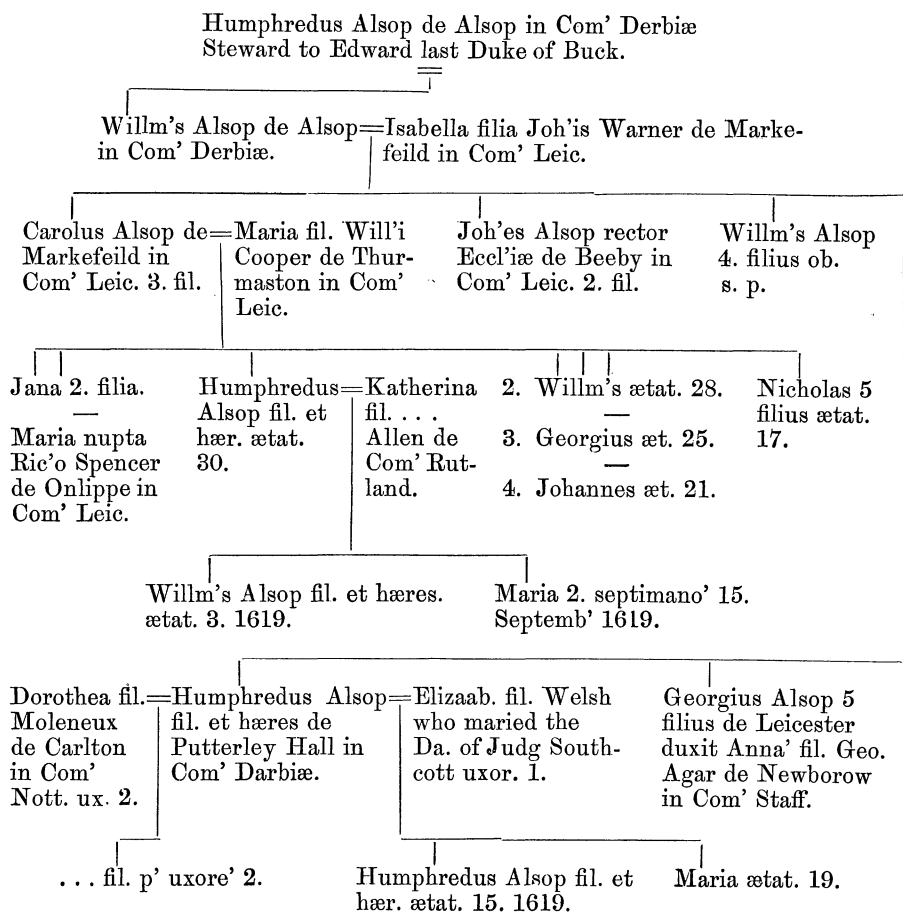 Humphredus Alsop de Alsop in Com' Derbiæ
Steward to Edward last Duke of Buck.
Willm's Alsop de Alsop=Isabella filia Joh'is Warner de Marke-
in Com' Derbiæ. feild in Com' Leic.
Carolus Alsop de=Maria fil. Will'i
Markefeild in Cooper de Thur-
Com' Leic. 3. fil. maston in Com'
Leic.
Joh'es Alsop rector
Eccl'iæ de Beeby in
Com' Leic. 2. fil.
Willm's Alsop
4. filius ob.
s. p.
Jana 2. filia.
—
Maria nupta
Ric'o Spencer
de Onlippe in
Com' Leic.
Humphredus=Katherina
Alsop fil. et fil. . . . .
hær. ætat. Allen de
30. Com' Rut-
land.
2. Willm's ætat. 28.
—
3. Georgius æt. 25.
—
4. Johannes æt. 21.
Nicholas 5
filius ætat.
17.
Willm's Alsop fil. et hæres.
ætat. 3. 1619.
Maria 2. septimano' 15.
Septemb' 1619.
Dorothea fil.=Humphredus Alsop=Elizaab. fil. Welsh
Moleneux fil. et hæres de who maried the
de Carlton Putterley Hall in Da. of Judg South-
in Com' Com' Darbiæ. cott uxor. 1.
Nott. ux. 2.
Georgius Alsop 5
filius de Leicester
duxit Anna' fil. Geo.
Agar de Newborow
in Com' Staff.
. . . fil. p' uxore' 2.
Humphredus Alsop fil. et
hær. ætat. 15. 1619.
Maria ætat. 19.